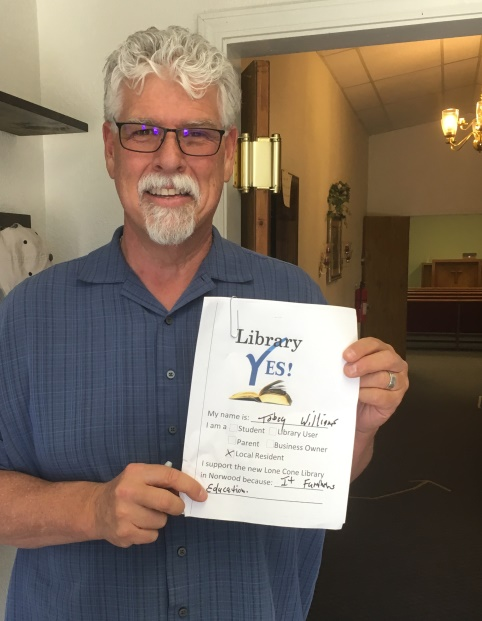 Library
YES!
My name is: Tobey Williams
I am a Student Library User
Parent Business Owner
X Local Resident
I support the new Lone Cone Library
in Norwood because: It Furthers
Education.